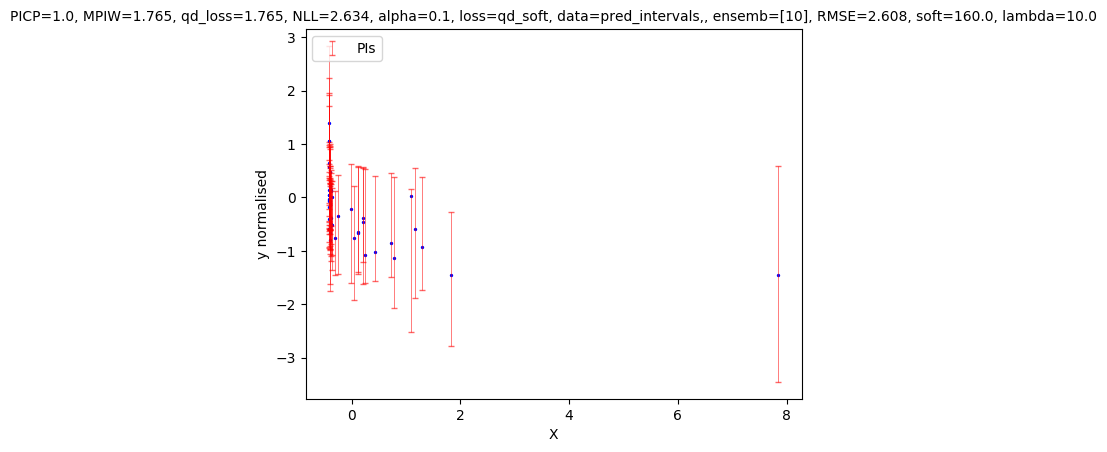 PICP=1.0, MPIW=1.765, qd_loss=1.765, NLL=2.634, alpha=0.1, loss=qd_soft, data=pred_intervals,, ensemb=[10], RMSE=2.608, soft=160.0, lambda=10.0
PIs
3
2
1
0
−1
−2
−3
y normalised
0 2 4 6 8
X